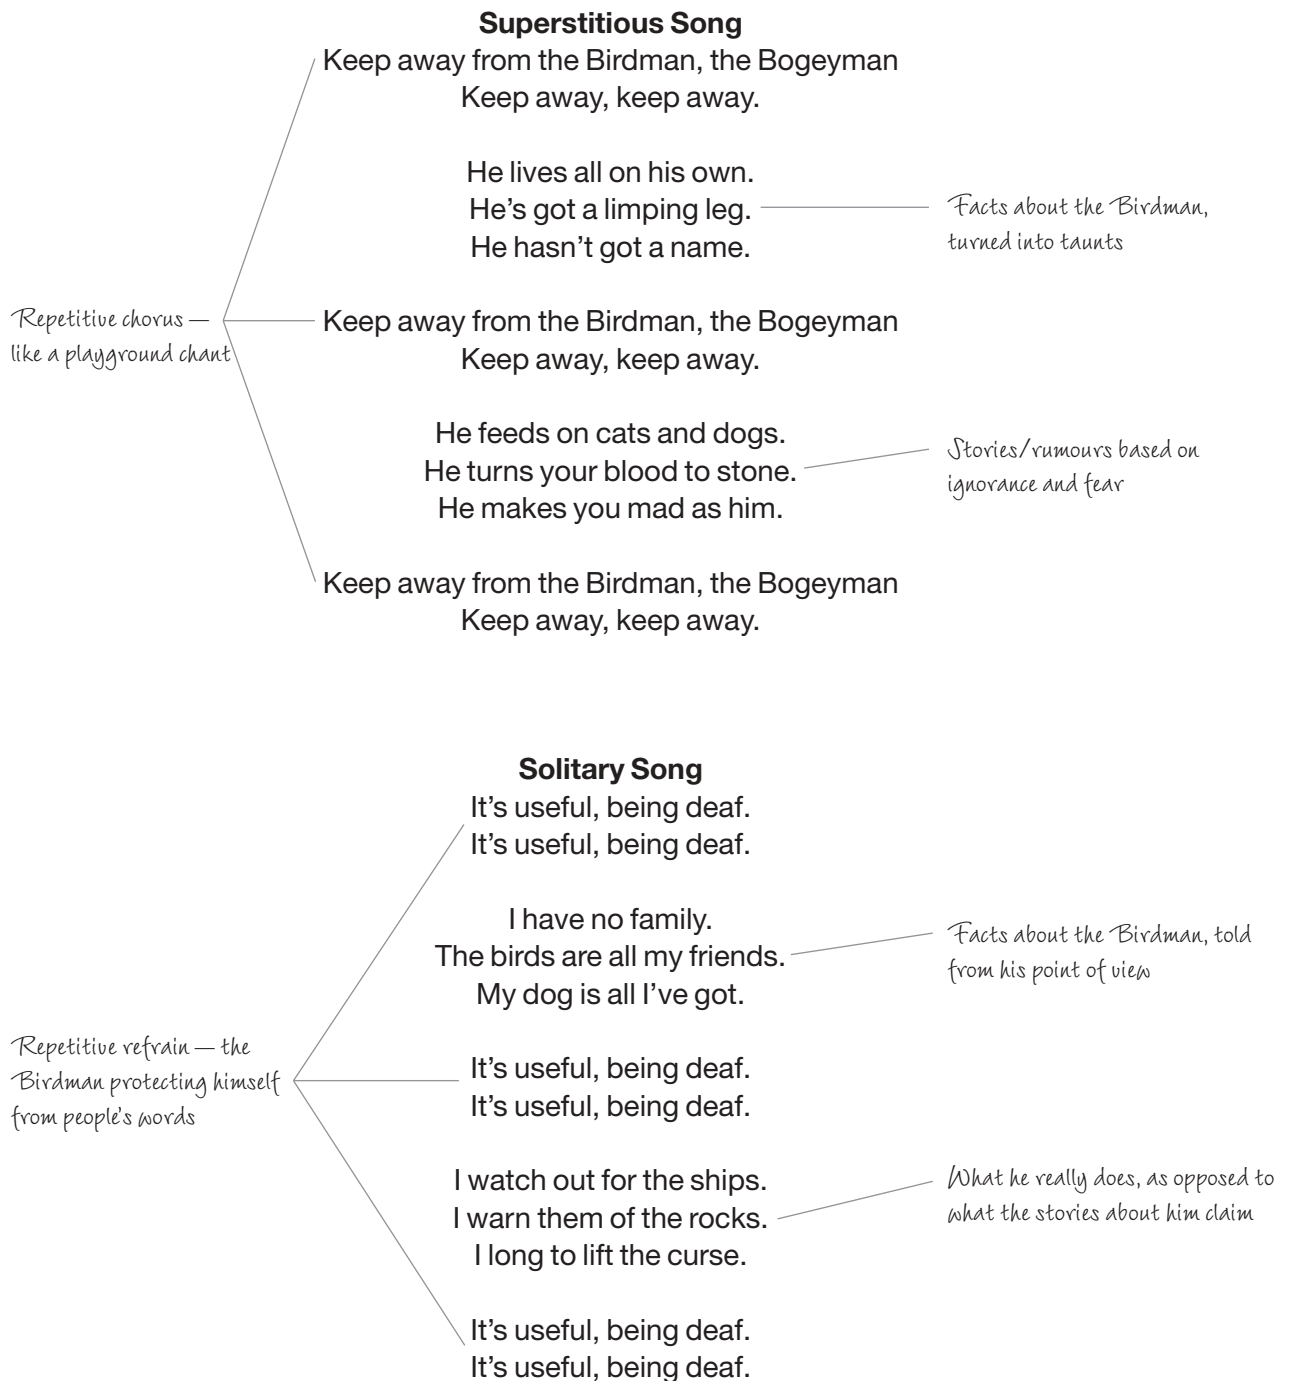 Superstitious Song
Keep away from the Birdman, the Bogeyman
Keep away, keep away.
He lives all on his own.
He's got a limping leg.
He hasn't got a name.
Facts about the Birdman,
turned into taunts
Repetitive chorus —
like a playground chant
Keep away from the Birdman, the Bogeyman
Keep away, keep away.
He feeds on cats and dogs.
He turns your blood to stone.
He makes you mad as him.
Stories/rumours based on
ignorance and fear
Keep away from the Birdman, the Bogeyman
Keep away, keep away.
Solitary Song
It's useful, being deaf.
It's useful, being deaf.
I have no family.
The birds are all my friends.
My dog is all I've got.
Facts about the Birdman, told
from his point of view
Repetitive refrain — the
Birdman protecting himself
from people's words
It's useful, being deaf.
It's useful, being deaf.
I watch out for the ships.
I warn them of the rocks.
I long to lift the curse.
What he really does, as opposed to
what the stories about him claim
It's useful, being deaf.
It's useful, being deaf.